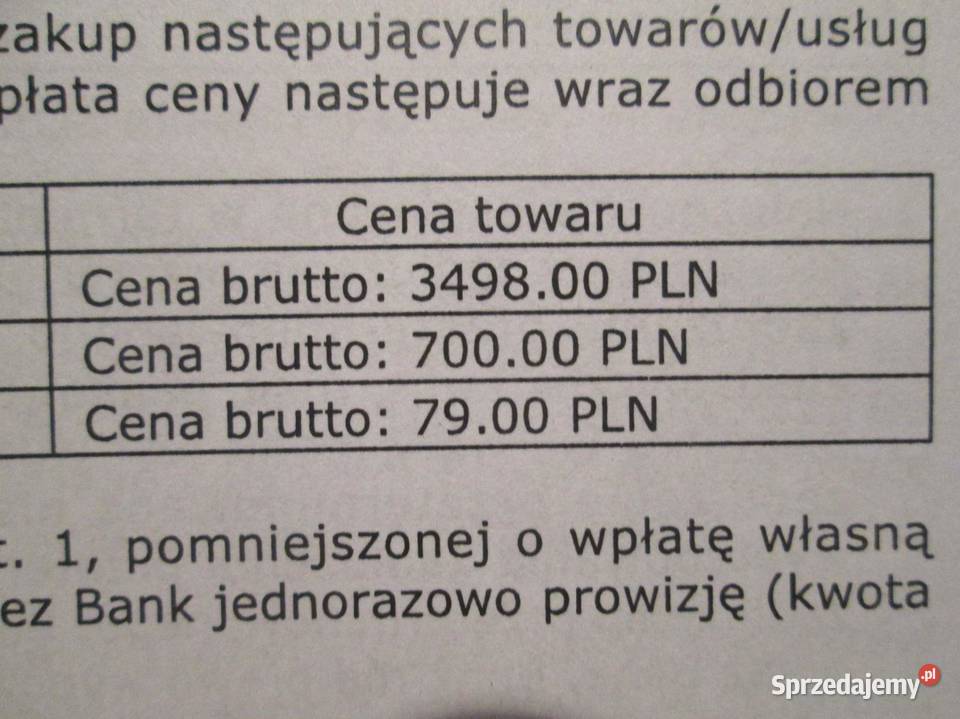 zakup następujących towarów/usług
płata ceny następuje wraz odbiorem
Cena towaru
Cena brutto: 3498.00 PLN
Cena brutto: 700.00 PLN
Cena brutto: 79.00 PLN
t. 1, pomniejszonej o wpłatę własną
ez Bank jednorazowo prowizję (kwota
Sprzedajemy.pl